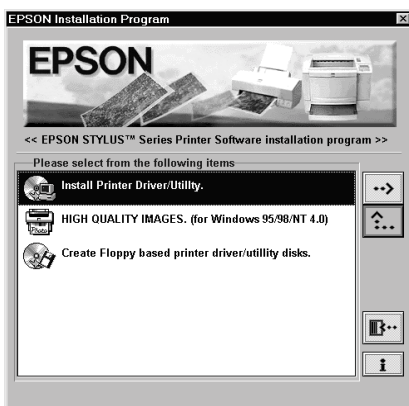 EPSON Installation Program
EPSON
<< EPSON STYLUS™ Series Printer Software installation program >>
Please select from the following items
Install Printer Driver/Utility.
HIGH QUALITY IMAGES. (for Windows 95/98/NT 4.0)
Photo
Create Floppy based printer driver/utillity disks.
i